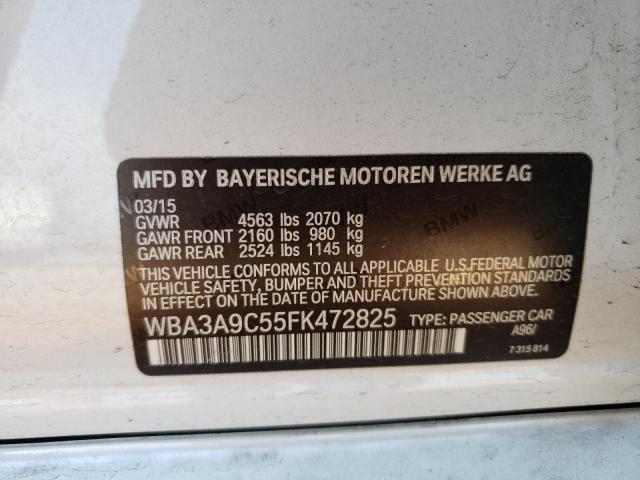 MFD BY BAYERISCHE MOTOREN WERKE AG
03/15
GVWR 4563 lbs 2070 kg
GAWR FRONT 2160 lbs 980 kg
GAWR REAR 2524 lbs 1145 kg
THIS VEHICLE CONFORMS TO ALL APPLICABLE U.S.FEDERAL MOTOR
VEHICLE SAFETY, BUMPER AND THEFT PREVENTION STANDARDS
IN EFFECT ON THE DATE OF MANUFACTURE SHOWN ABOVE.
WBA3A9C55FK472825 TYPE: PASSENGER CAR
A96/
7 315 814
BMW
BMW
BMW